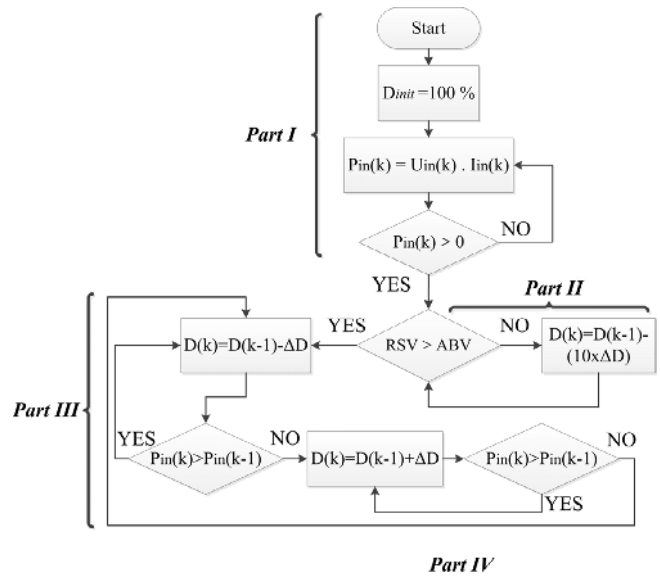 Start
Dinit =100 %
Part I
Pin(k) = Uin(k) . Iin(k)
Pin(k) > 0
NO
YES
Part II
YES
RSV > ABV
NO
D(k)=D(k-1)-
(10xΔD)
D(k)=D(k-1)-ΔD
Part III
YES
Pin(k)>Pin(k-1)
NO
D(k)=D(k-1)+ΔD
Pin(k)>Pin(k-1)
NO
YES
Part IV